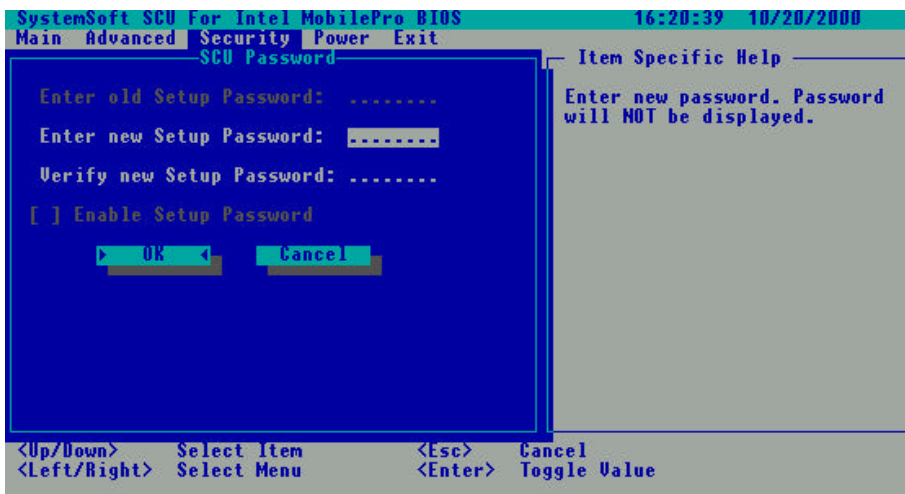 SystemSoft SCU For Intel MobilePro BIOS 16:20:39 10/20/2000
Main Advanced Security Power Exit
SCU Password
Item Specific Help
Enter old Setup Password: ........
Enter new Setup Password: ........
Verify new Setup Password: ........
[ ] Enable Setup Password
OK Cancel
Enter new password. Password
will NOT be displayed.
<Up/Down> Select Item <Esc> Cancel
<Left/Right> Select Menu <Enter> Toggle Value